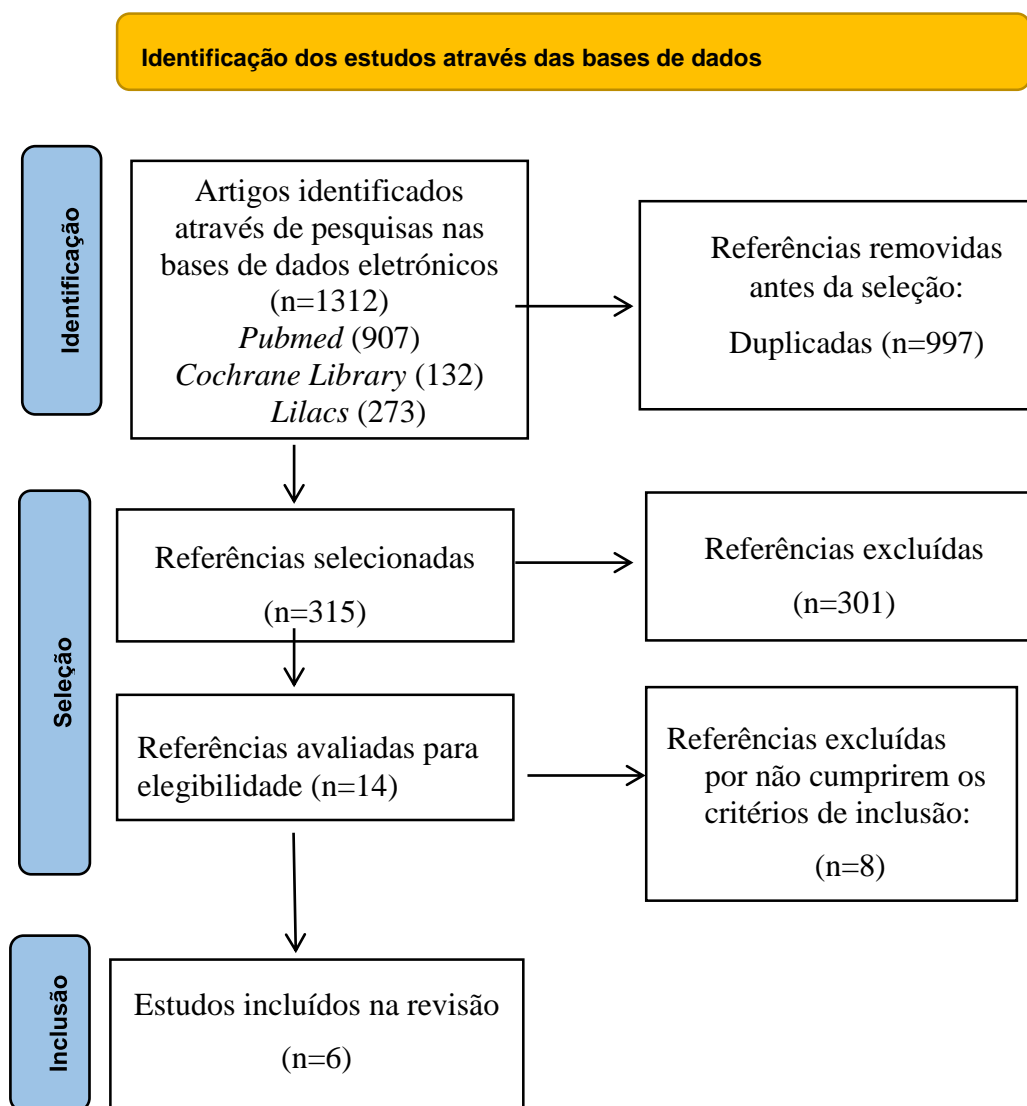 Identificação dos estudos através das bases de dados
Identificação
Artigos identificados
através de pesquisas nas
bases de dados eletrónicos
(n=1312)
Pubmed (907)
Cochrane Library (132)
Lilacs (273)
Referências removidas
antes da seleção:
Duplicadas (n=997)
Seleção
Referências selecionadas
(n=315)
Referências excluídas
(n=301)
Referências avaliadas para
elegibilidade (n=14)
Referências excluídas
por não cumprirem os
critérios de inclusão:
(n=8)
Inclusão
Estudos incluídos na revisão
(n=6)